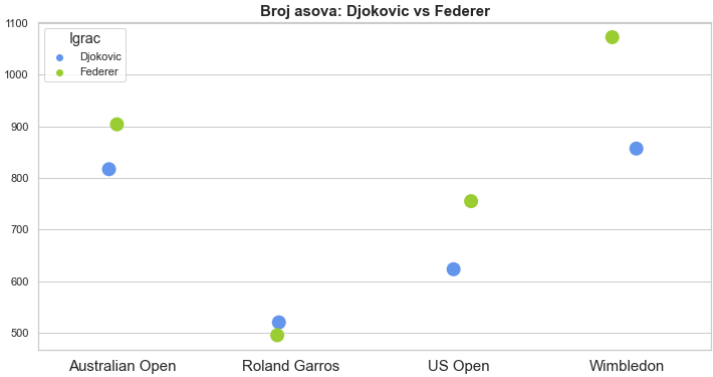 Broj asova: Djokovic vs Federer
1100
Igrac
Djokovic
Federer
1000
900
800
700
600
500
Australian Open
Roland Garros
US Open
Wimbledon